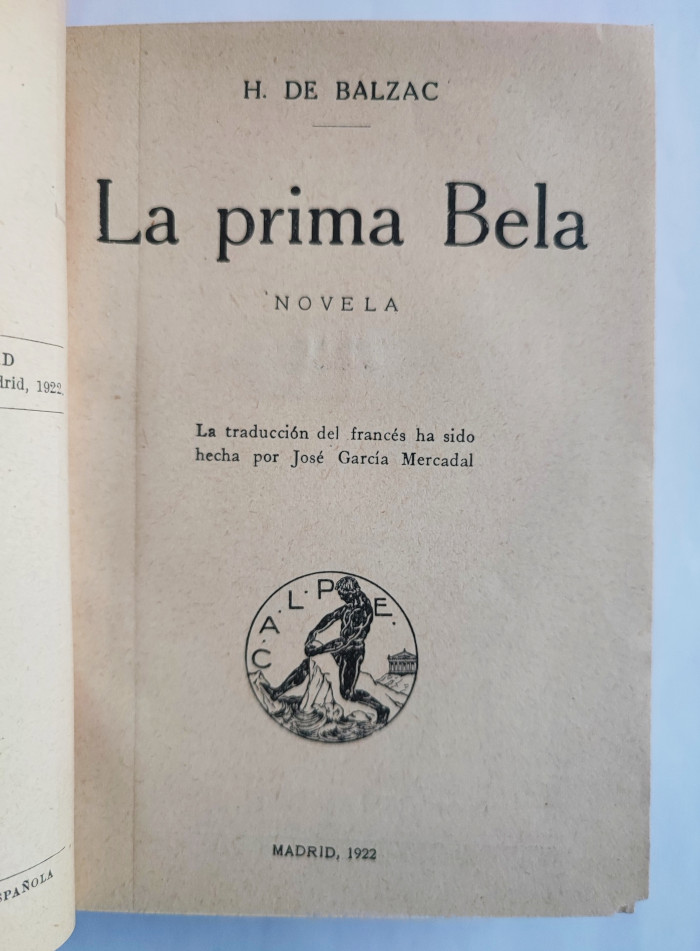 H. DE BALZAC
La prima Bela
NOVELA
La traducción del francés ha sido
hecha por José García Mercadal
C.A.L.P.E.
MADRID, 1922
D
drid, 1922
SPAÑOLA